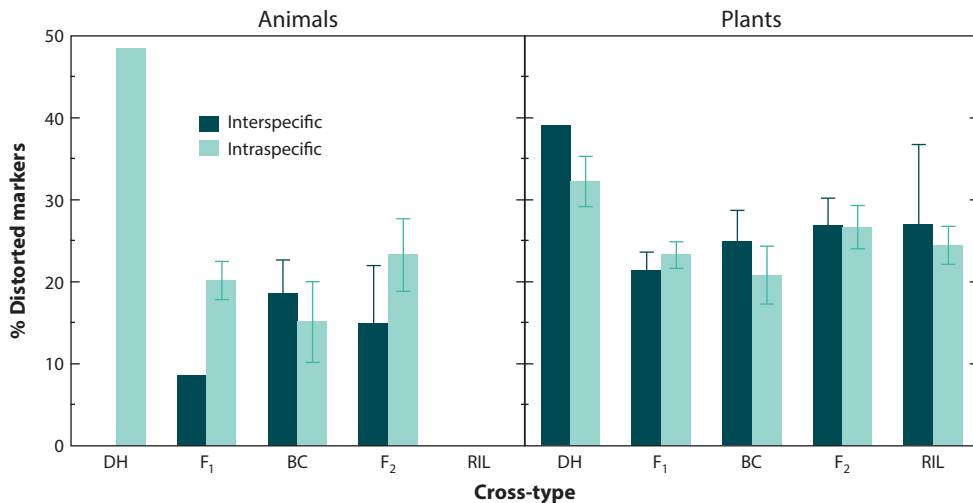 Animals
Plants
50
40
30
20
10
0
% Distorted markers
Interspecific
Intraspecific
DH F₁ BC F₂ RIL
DH F₁ BC F₂ RIL
Cross-type